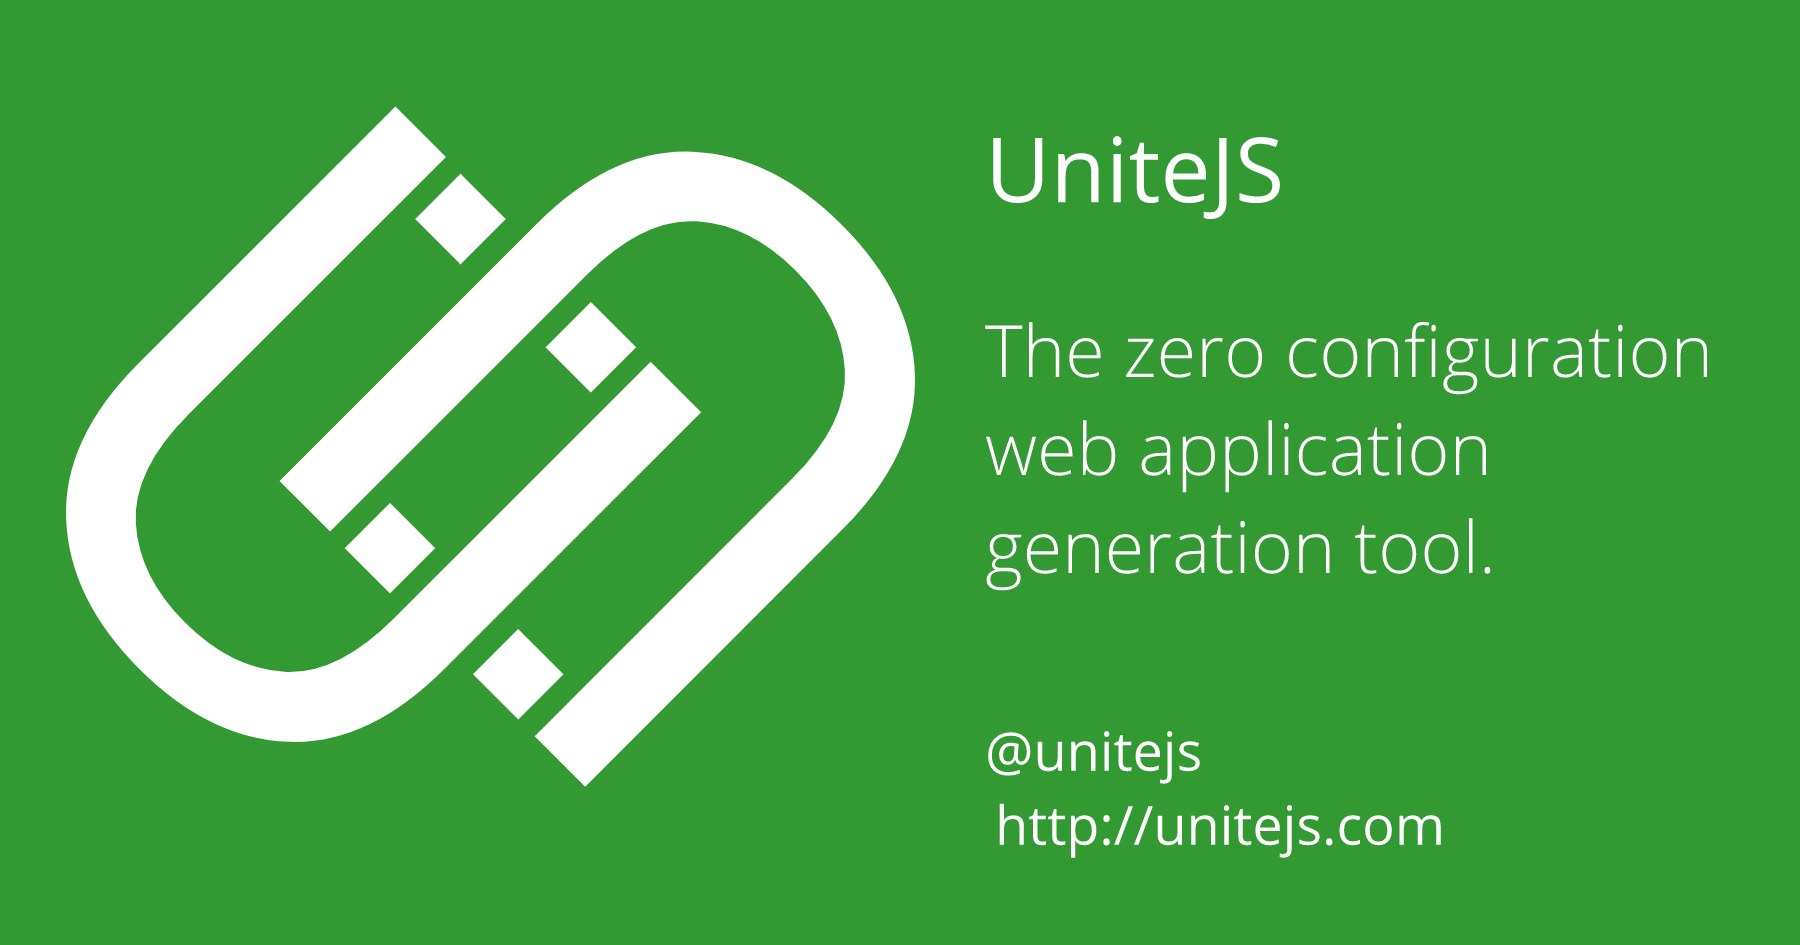 UniteJS
The zero configuration
web application
generation tool.
@unitejs
http://unitejs.com